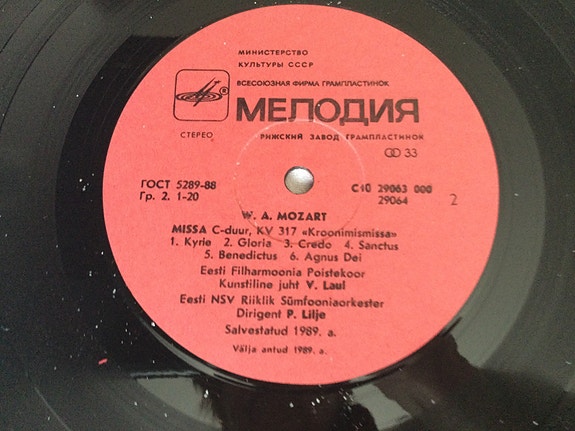 МИНИСТЕРСТВО
КУЛЬТУРЫ СССР
ВСЕСОЮЗНАЯ ФИРМА ГРАМПЛАСТИНОК
®
МЕЛОДИЯ
СТЕРЕО
РИЖСКИЙ ЗАВОД ГРАМПЛАСТИНОК
33
ГОСТ 5289-88
Гр. 2. 1-20
С10 29063 000
29064
2
W. A. MOZART
MISSA C-duur, KV 317 «Kroonimismissa»
1. Kyrie 2. Gloria 3. Credo 4. Sanctus
5. Benedictus 6. Agnus Dei
Eesti Filharmoonia Poistekoor
Kunstiline juht V. Laul
Eesti NSV Riiklik Sümfooniaorkester
Dirigent P. Lilje
Salvestatud 1989. a.
Välja antud 1989. a.